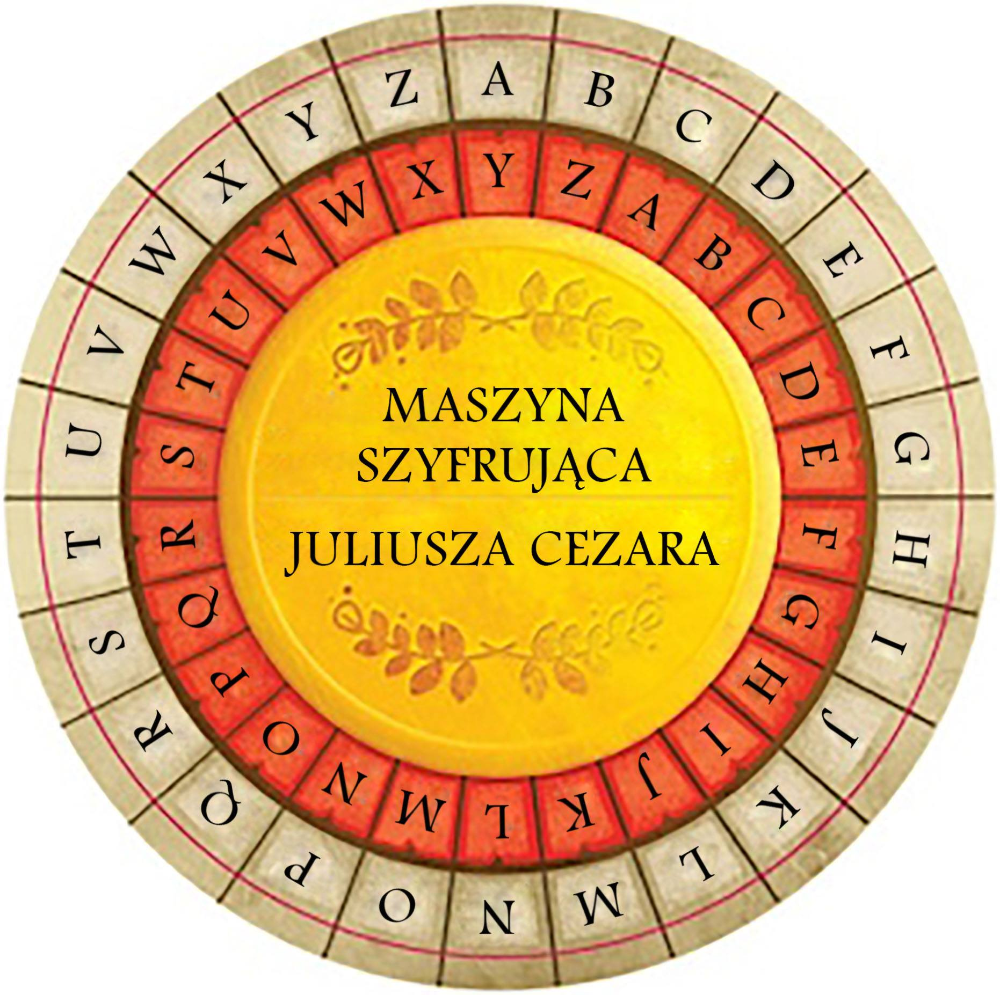 A B C D E F G H I J K L M N O P Q R S T U V W X Y Z
Y Z A B C D E F G H I J K L M N O P Q R S T U V W X
MASZYNA
SZYFRUJĄCA
JULIUSZA CEZARA